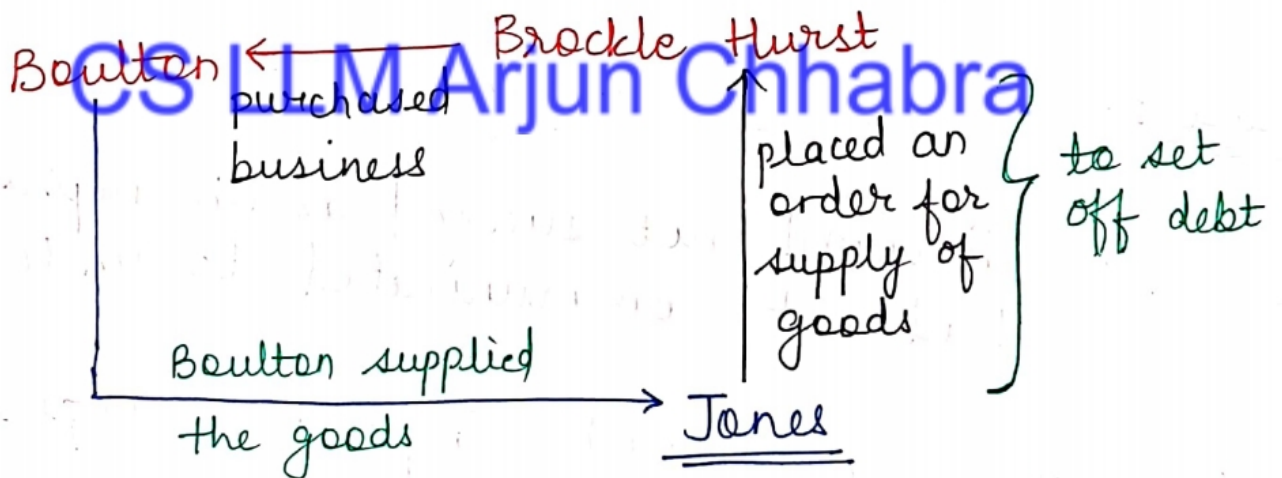 Boulton Brockle Hurst
CS LLM Arjun Chhabra
purchased
business
placed an
order for
supply of
goods
to set
off debt
Boulton supplied
the goods
Jones